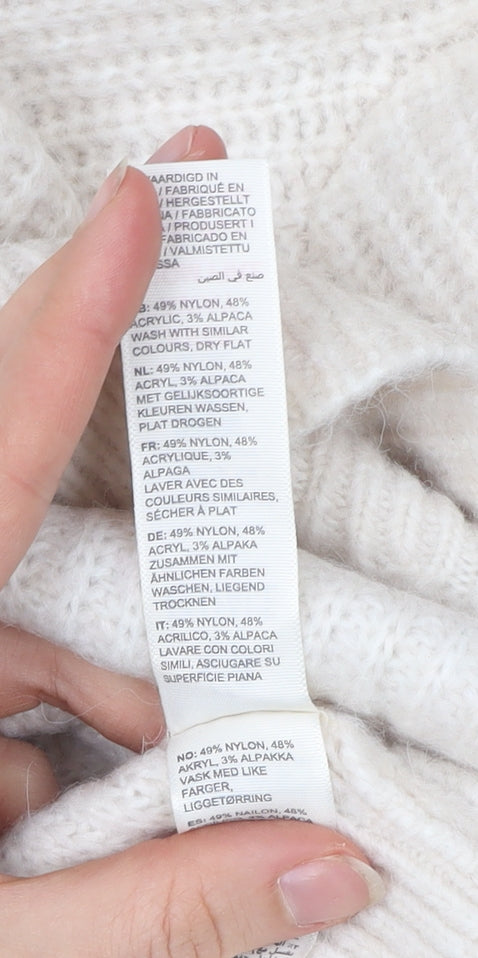 IN
/ FABRIQUÉ EN
/ HERGESTELLT
/ FABBRICATO
/ PRODUSERT I
FABRICADO EN
/ VALMISTETTU
صنع في الصين
49% NYLON, 48%
ACRYLIC, 3% ALPACA
WASH WITH SIMILAR
COLOURS, DRY FLAT
NL: 49% NYLON, 48%
ACRYL, 3% ALPACA
MET GELIJKSOORTIGE
KLEUREN WASSEN,
PLAT DROGEN
FR: 49% NYLON, 48%
ACRYLIQUE, 3%
ALPAGA
LAVER AVEC DES
COULEURS SIMILAIRES,
SÉCHER À PLAT
DE: 49% NYLON, 48%
ACRYL, 3% ALPAKA
ZUSAMMEN MIT
ÄHNLICHEN FARBEN
WASCHEN, LIEGEND
TROCKNEN
IT: 49% NYLON, 48%
ACRILICO, 3% ALPACA
LAVARE CON COLORI
SIMILI, ASCIUGARE SU
SUPERFICIE PIANA
NO: 49% NYLON, 48%
AKRYL, 3% ALPAKKA
VASK MED LIKE
FARGER,
LIGGETØRRING
ES: 49% NAILON, 48%